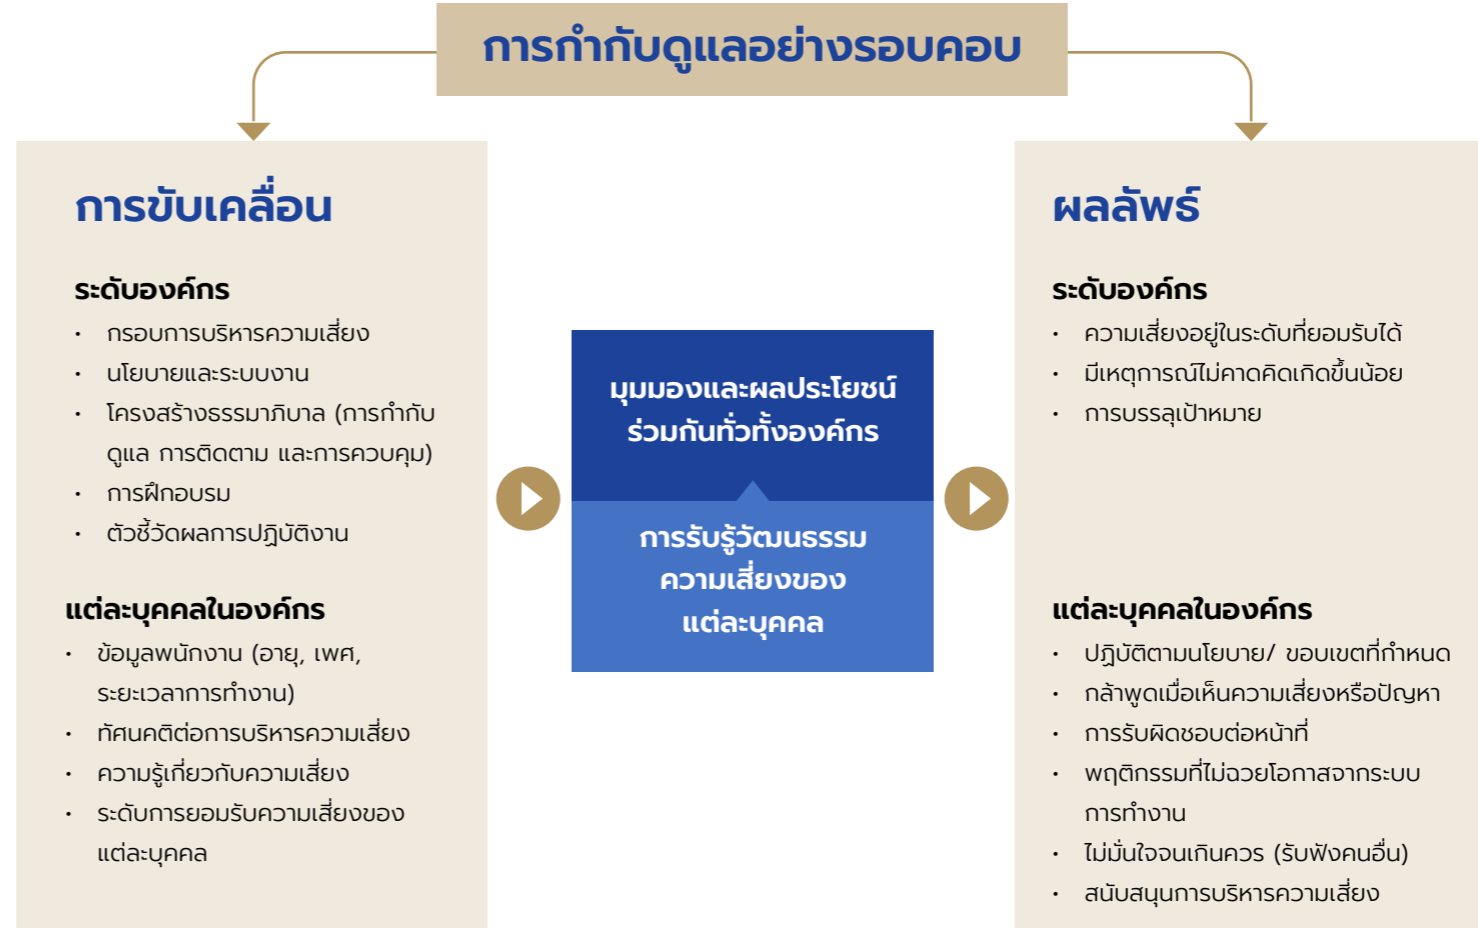 การกำกับดูแลอย่างรอบคอบ
การขับเคลื่อน
ระดับองค์กร
• กรอบการบริหารความเสี่ยง
• นโยบายและระบบงาน
• โครงสร้างธรรมาภิบาล (การกำกับ
ดูแล การติดตาม และการควบคุม)
• การฝึกอบรม
• ตัวชี้วัดผลการปฏิบัติงาน
แต่ละบุคคลในองค์กร
• ข้อมูลพนักงาน (อายุ, เพศ,
ระยะเวลาการทำงาน)
• ทัศนคติต่อการบริหารความเสี่ยง
• ความรู้เกี่ยวกับความเสี่ยง
• ระดับการยอมรับความเสี่ยงของ
แต่ละบุคคล
มุมมองและผลประโยชน์
ร่วมกันทั่วทั้งองค์กร
การรับรู้วัฒนธรรม
ความเสี่ยงของ
แต่ละบุคคล
ผลลัพธ์
ระดับองค์กร
• ความเสี่ยงอยู่ในระดับที่ยอมรับได้
• มีเหตุการณ์ไม่คาดคิดเกิดขึ้นน้อย
• การบรรลุเป้าหมาย
แต่ละบุคคลในองค์กร
• ปฏิบัติตามนโยบาย/ ขอบเขตที่กำหนด
• กล้าพูดเมื่อเห็นความเสี่ยงหรือปัญหา
• การรับผิดชอบต่อหน้าที่
• พฤติกรรมที่ไม่ฉวยโอกาสจากระบบ
การทำงาน
• ไม่มั่นใจจนเกินควร (รับฟังคนอื่น)
• สนับสนุนการบริหารความเสี่ยง